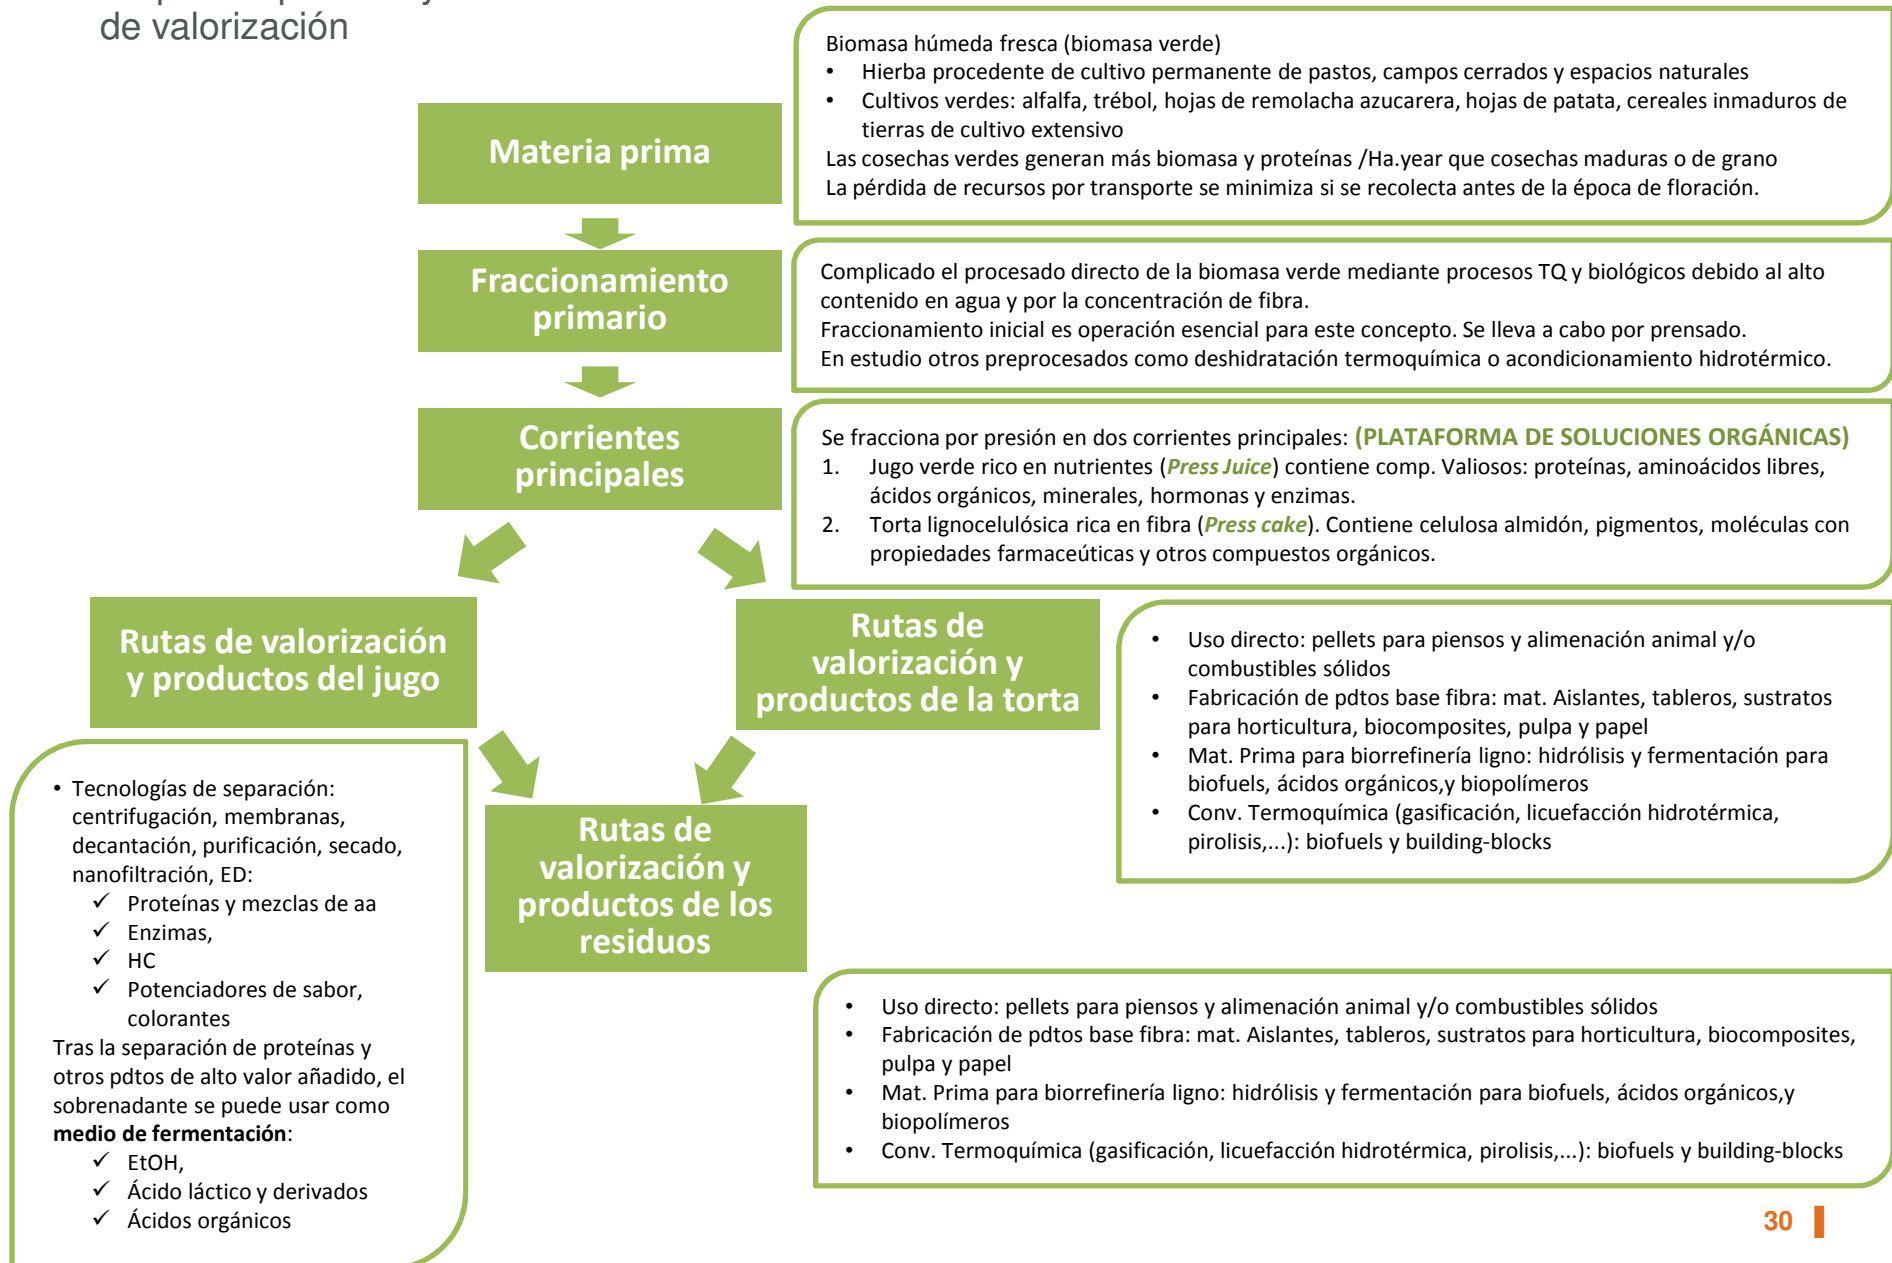 de valorización
Biomasa húmeda fresca (biomasa verde)
• Hierba procedente de cultivo permanente de pastos, campos cerrados y espacios naturales
• Cultivos verdes: alfalfa, trébol, hojas de remolacha azucarera, hojas de patata, cereales inmaduros de
tierras de cultivo extensivo
Las cosechas verdes generan más biomasa y proteínas /Ha.year que cosechas maduras o de grano
La pérdida de recursos por transporte se minimiza si se recolecta antes de la época de floración.
Materia prima
Fraccionamiento
primario
Complicado el procesado directo de la biomasa verde mediante procesos TQ y biológicos debido al alto
contenido en agua y por la concentración de fibra.
Fraccionamiento inicial es operación esencial para este concepto. Se lleva a cabo por prensado.
En estudio otros preprocesados como deshidratación termoquímica o acondicionamiento hidrotérmico.
Corrientes
principales
Se fracciona por presión en dos corrientes principales: (PLATAFORMA DE SOLUCIONES ORGÁNICAS)
1. Jugo verde rico en nutrientes (Press Juice) contiene comp. Valiosos: proteínas, aminoácidos libres,
ácidos orgánicos, minerales, hormonas y enzimas.
2. Torta lignocelulósica rica en fibra (Press cake). Contiene celulosa almidón, pigmentos, moléculas con
propiedades farmaceúticas y otros compuestos orgánicos.
Rutas de valorización
y productos del jugo
Rutas de
valorización y
productos de la torta
• Uso directo: pellets para piensos y alimenación animal y/o
combustibles sólidos
• Fabricación de pdtos base fibra: mat. Aislantes, tableros, sustratos
para horticultura, biocomposites, pulpa y papel
• Mat. Prima para biorrefinería ligno: hidrólisis y fermentación para
biofuels, ácidos orgánicos,y biopolímeros
• Conv. Termoquímica (gasificación, licuefacción hidrotérmica,
pirolisis,...): biofuels y building-blocks
• Tecnologías de separación:
centrifugación, membranas,
decantación, purificación, secado,
nanofiltración, ED:
✓ Proteínas y mezclas de aa
✓ Enzimas,
✓ HC
✓ Potenciadores de sabor,
colorantes
Tras la separación de proteínas y
otros pdtos de alto valor añadido, el
sobrenadante se puede usar como
medio de fermentación:
✓ EtOH,
✓ Ácido láctico y derivados
✓ Ácidos orgánicos
Rutas de
valorización y
productos de los
residuos
• Uso directo: pellets para piensos y alimenación animal y/o combustibles sólidos
• Fabricación de pdtos base fibra: mat. Aislantes, tableros, sustratos para horticultura, biocomposites,
pulpa y papel
• Mat. Prima para biorrefinería ligno: hidrólisis y fermentación para biofuels, ácidos orgánicos,y
biopolímeros
• Conv. Termoquímica (gasificación, licuefacción hidrotérmica, pirolisis,...): biofuels y building-blocks
30